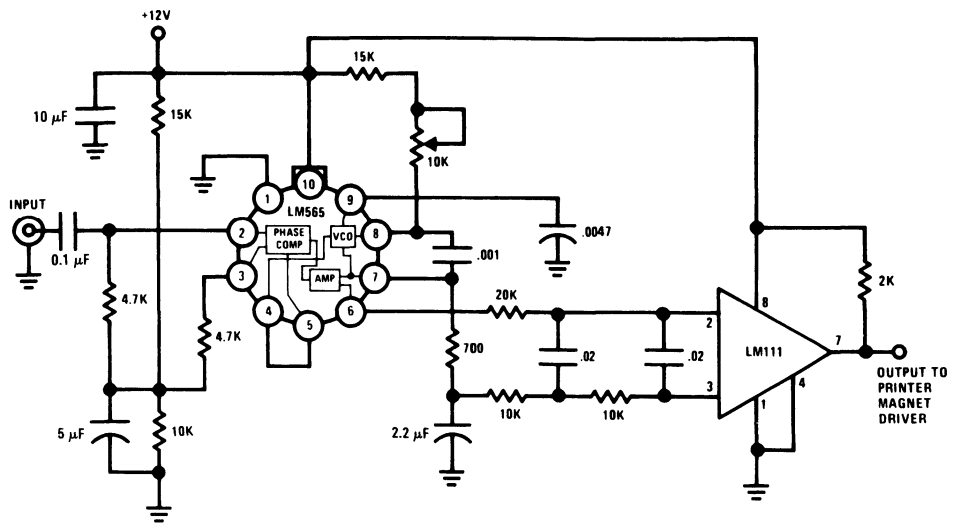 +12V
15K
10 μF
15K
10K
INPUT
0.1 μF
1
10
9
LM565
2
PHASE
COMP
VCO
8
.0047
.001
3
AMP
7
4
5
6
4.7K
4.7K
20K
2K
8
2
LM111
7
700
.02
.02
3
4
1
OUTPUT TO
PRINTER
MAGNET
DRIVER
10K
10K
5 μF
10K
2.2 μF